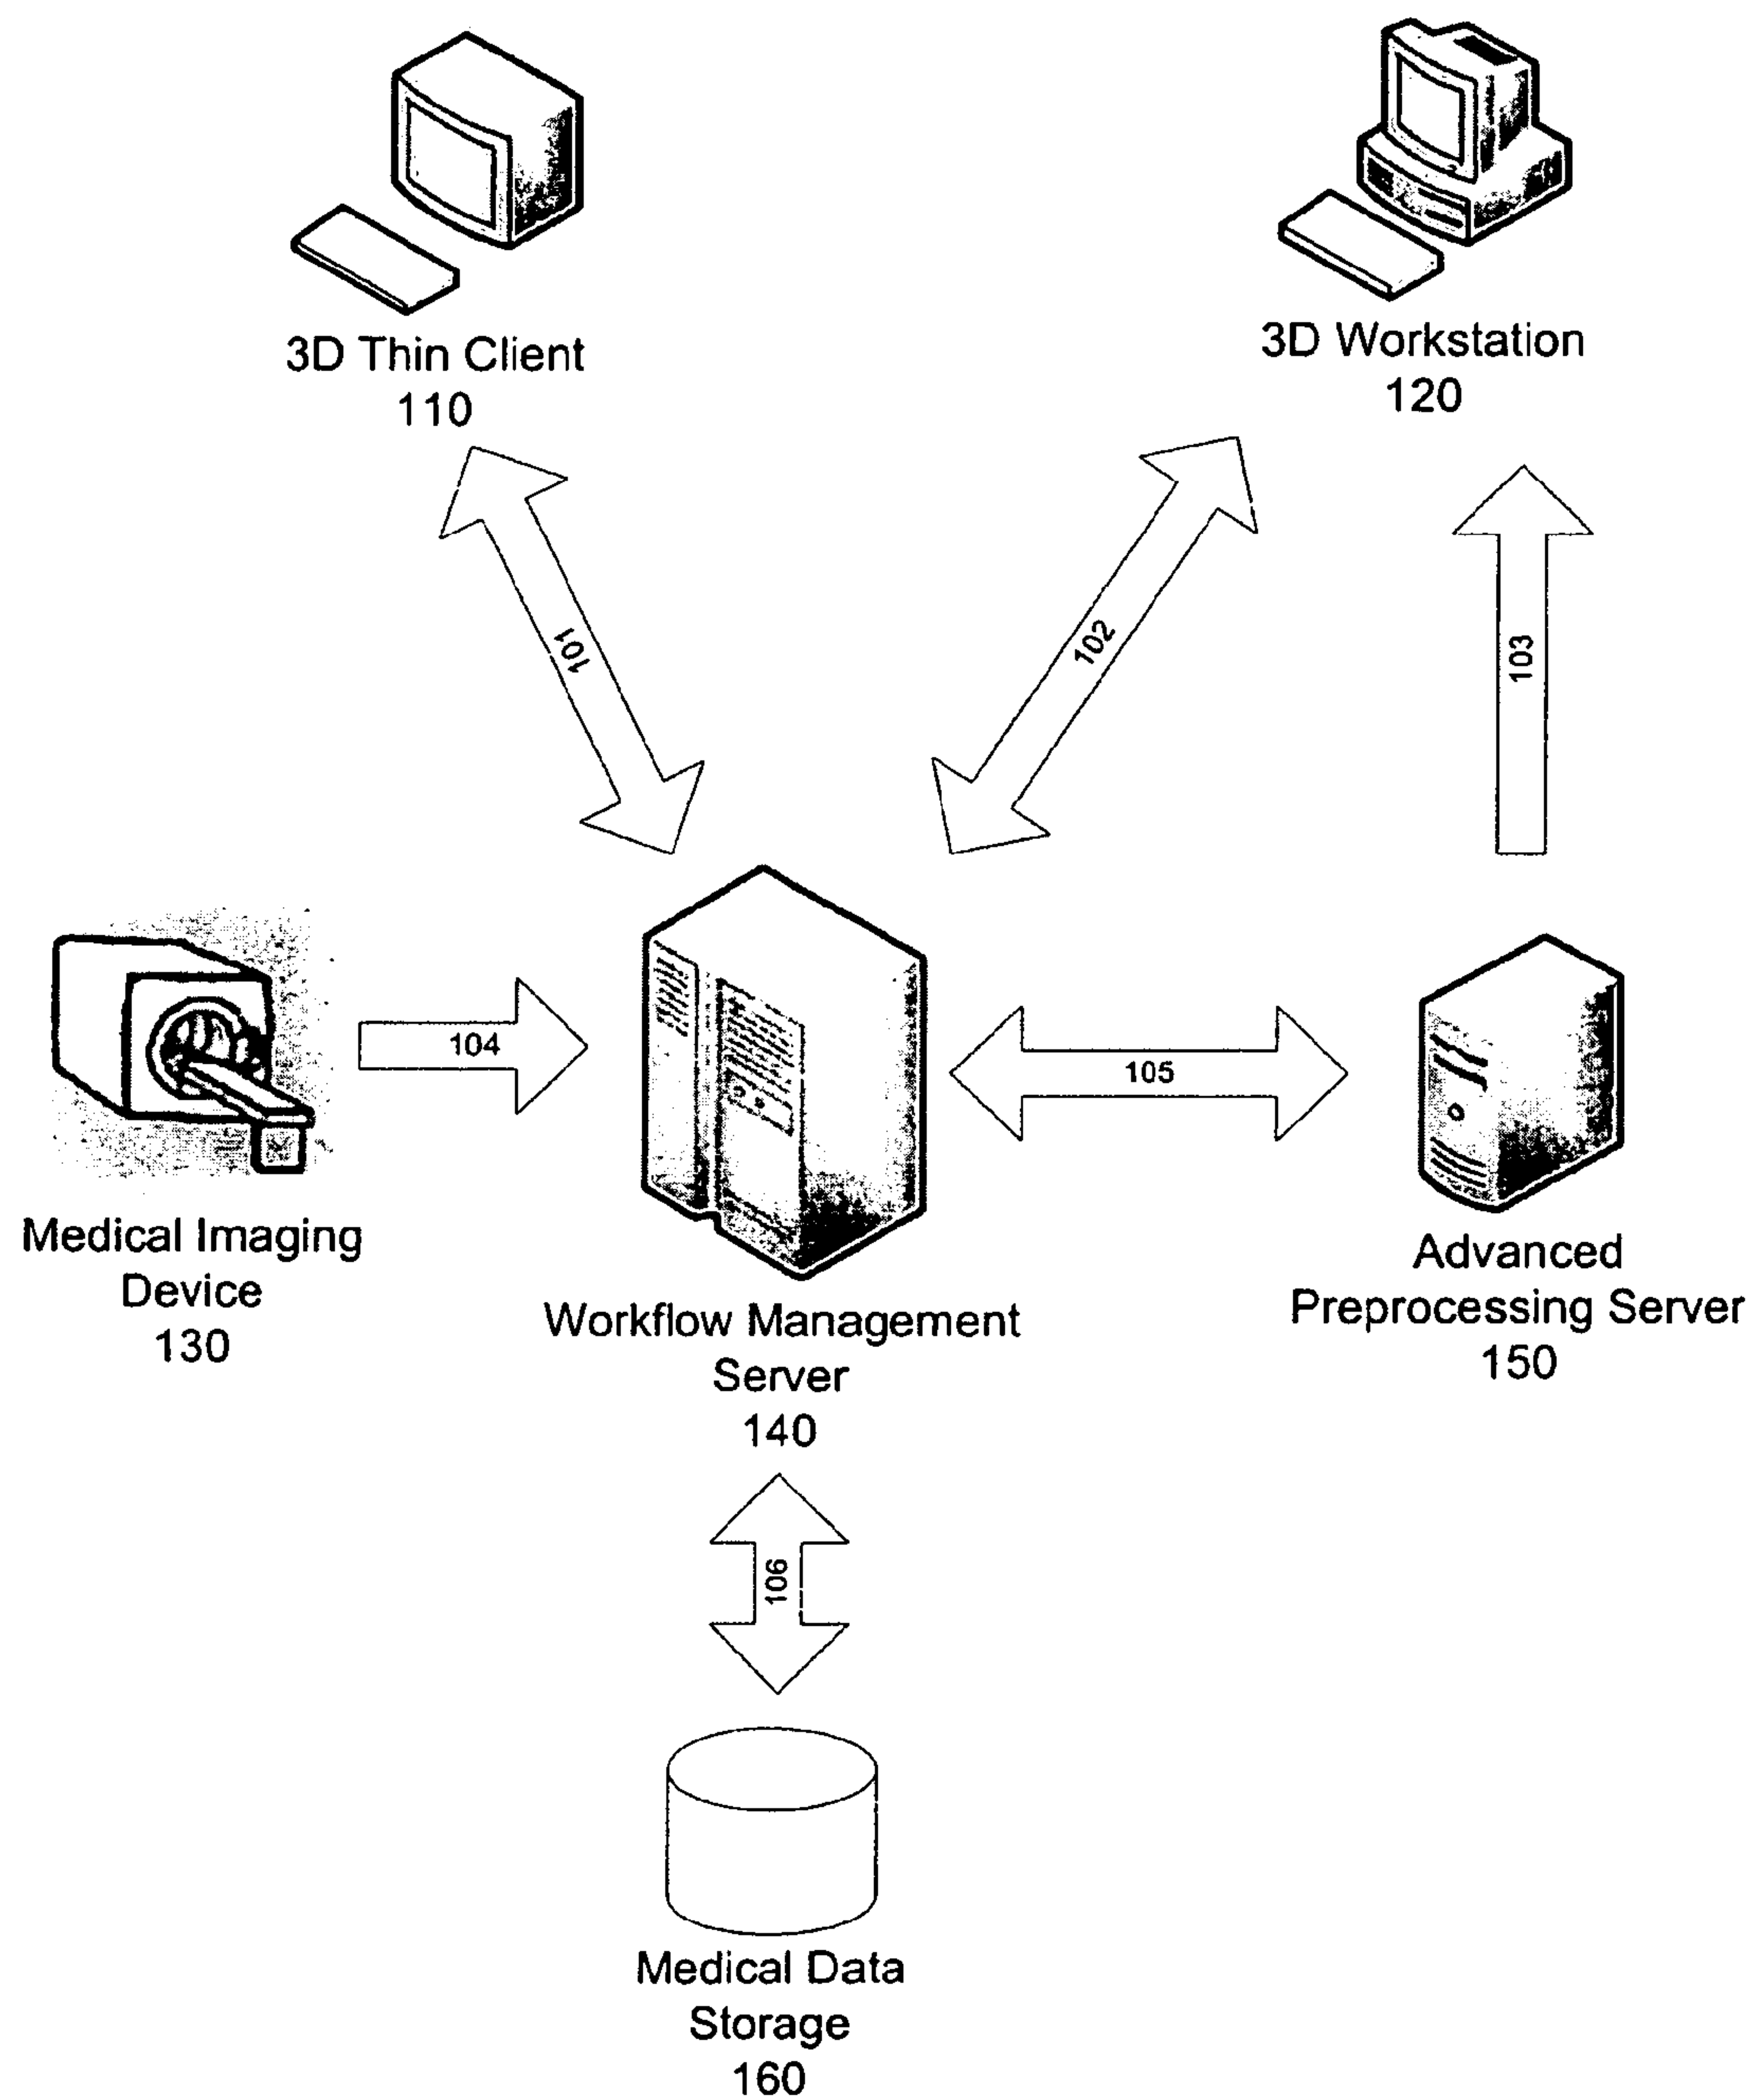 3D Thin Client
110
3D Workstation
120
101
102
103
104
105
Medical Imaging
Device
130
Workflow Management
Server
140
Advanced
Preprocessing Server
150
106
Medical Data
Storage
160